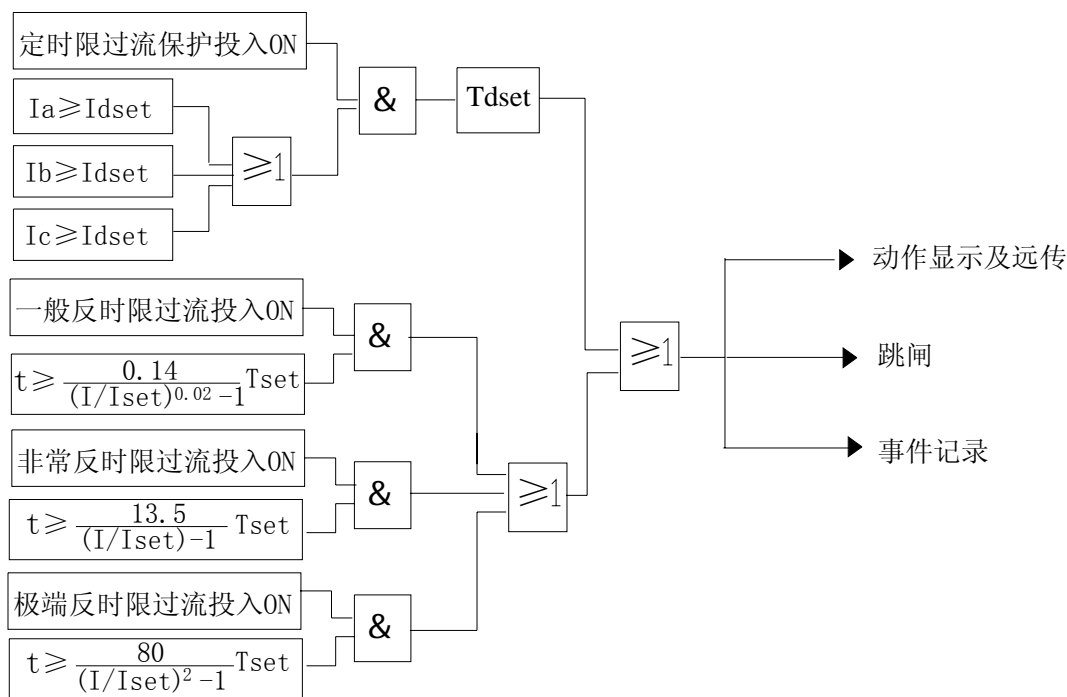 定时限过流保护投入ON
Ia≥Idset
Ib≥Idset
Ic≥Idset
≥1
&
Tdset
一般反时限过流投入ON
t≥ 0.14/(I/Iset)^0.02 -1 Tset
&
非常反时限过流投入ON
t≥ 13.5/(I/Iset)-1 Tset
&
极端反时限过流投入ON
t≥ 80/(I/Iset)^2 -1 Tset
&
≥1
≥1
动作显示及远传
跳闸
事件记录